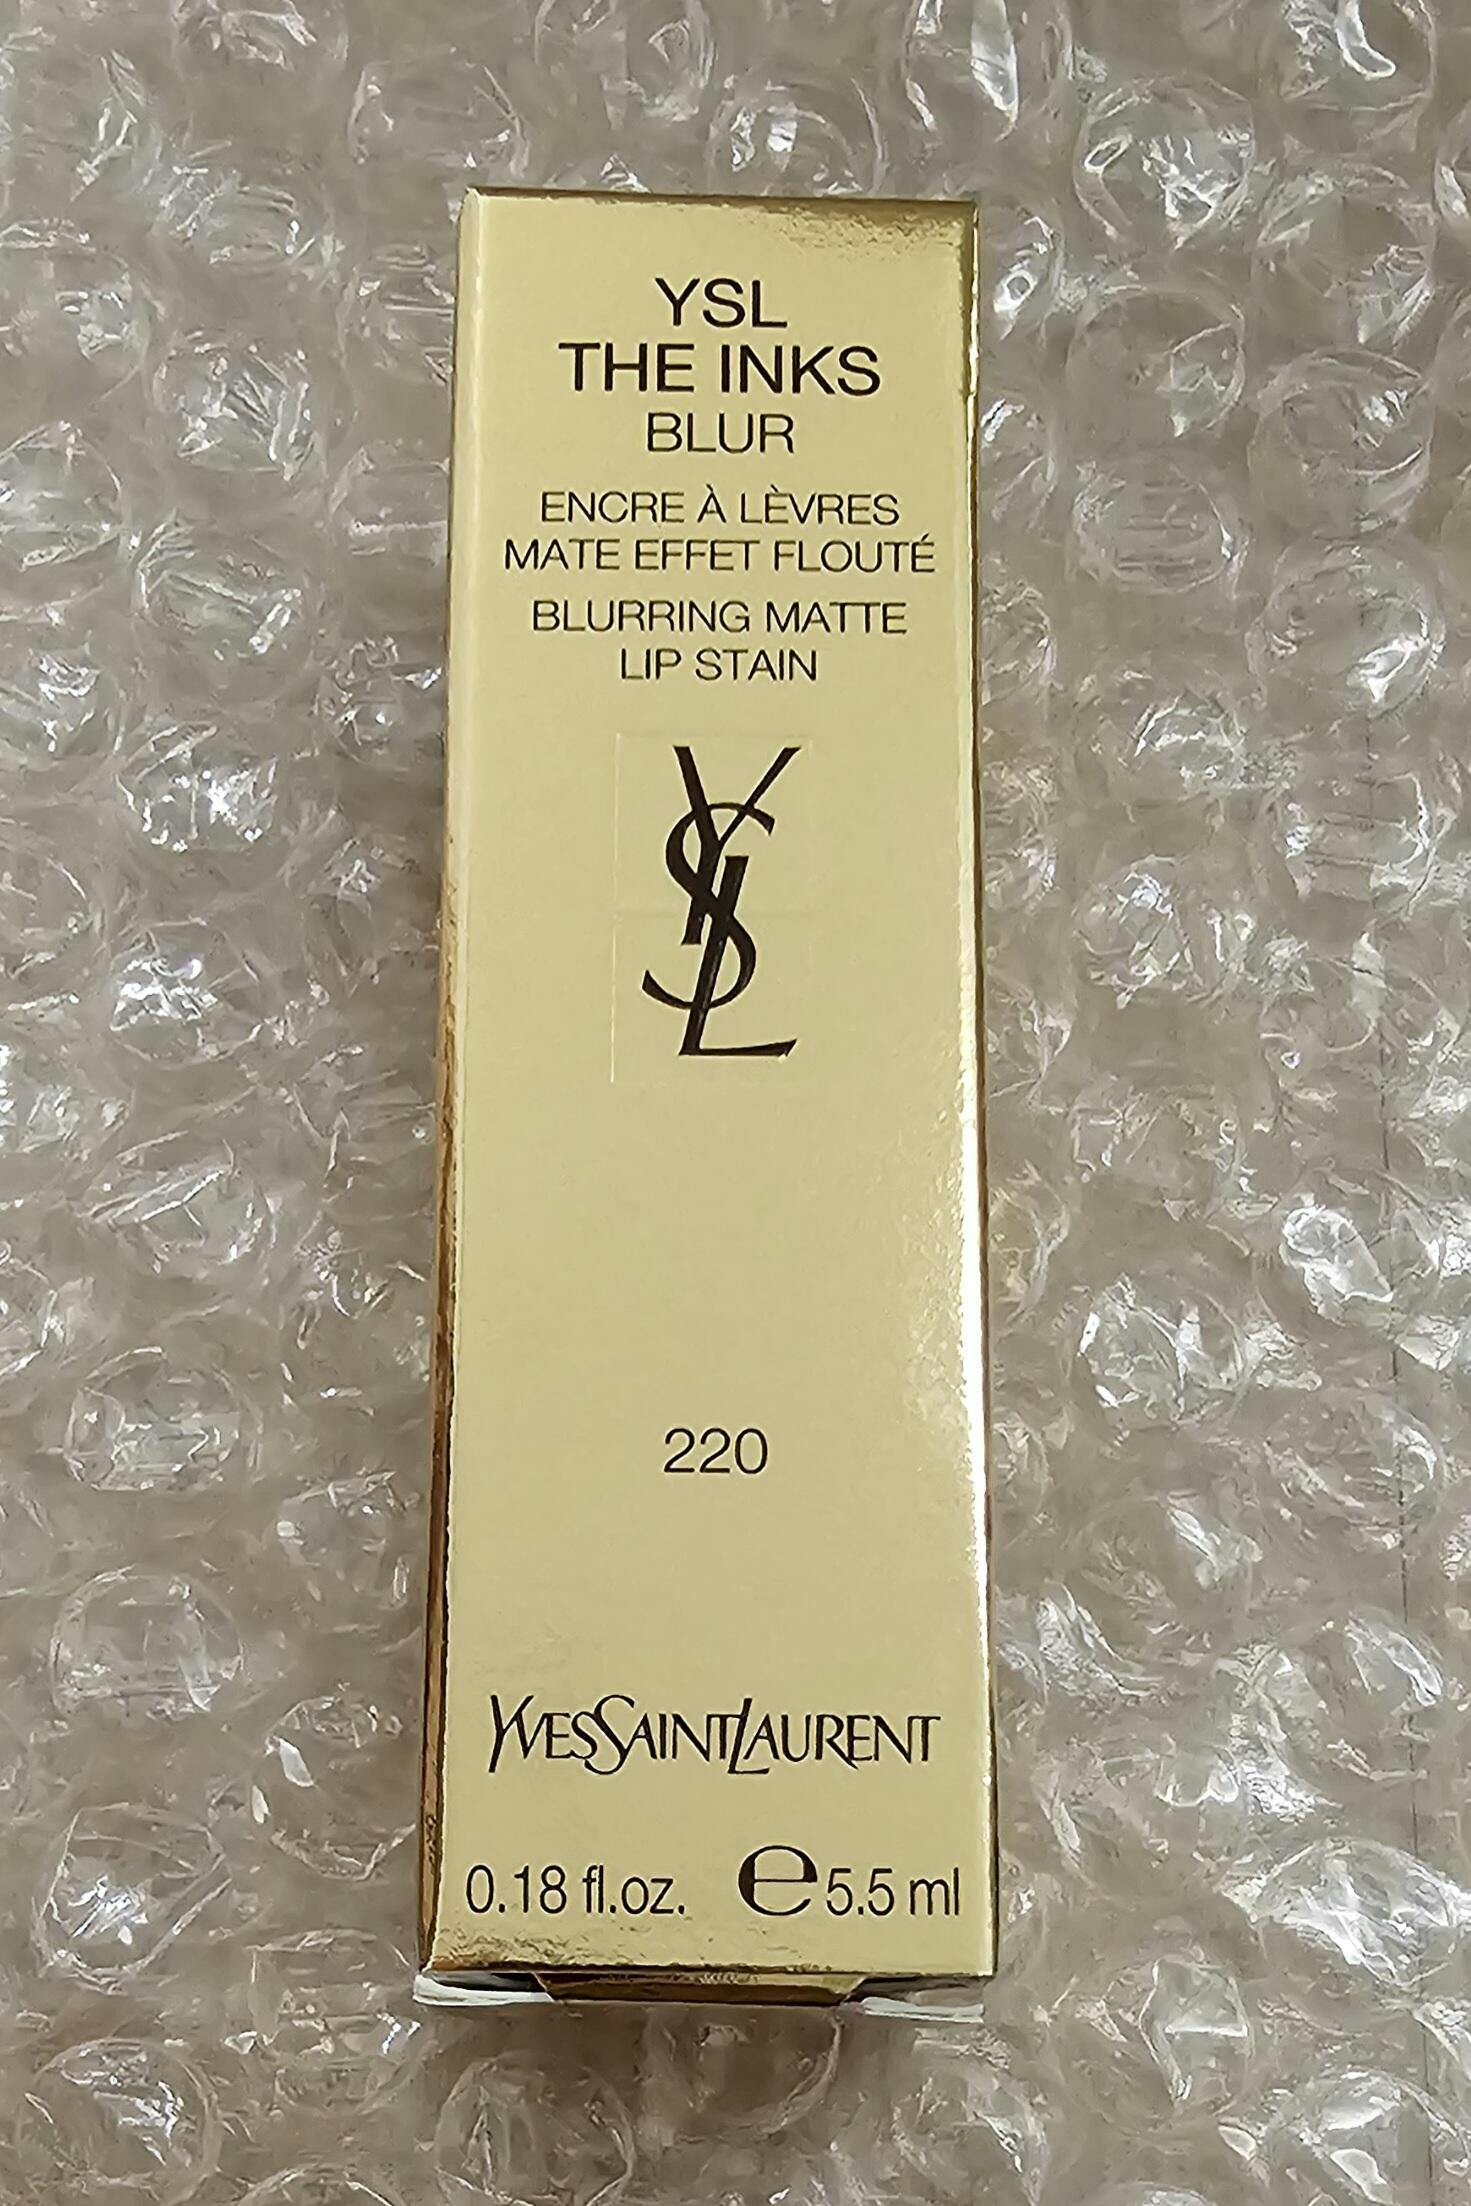 YSL
THE INKS
BLUR
ENCRE À LÈVRES
MATE EFFET FLOUTÉ
BLURRING MATTE
LIP STAIN
YSL
220
YVESSAINTLAURENT
0.18 fl.oz. e 5.5 ml